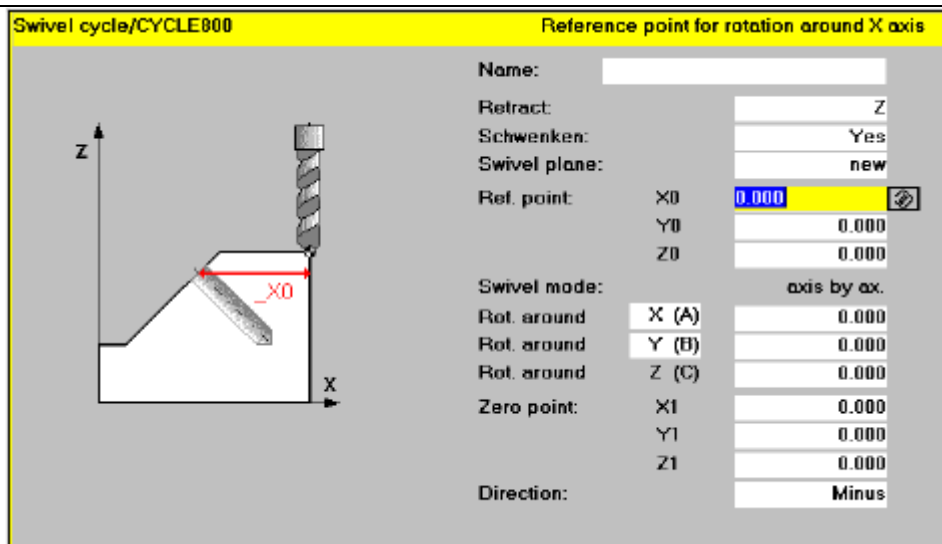 Swivel cycle/CYCLE800 Reference point for rotation around X axis
Name:
Retract: Z
Schwenken: Yes
Swivel plane: new
Ref. point: X0 0.000
Y0 0.000
Z0 0.000
Swivel mode: axis by ax.
Rot. around X (A) 0.000
Rot. around Y (B) 0.000
Rot. around Z (C) 0.000
Zero point: X1 0.000
Y1 0.000
Z1 0.000
Direction: Minus
Z
_X0
X